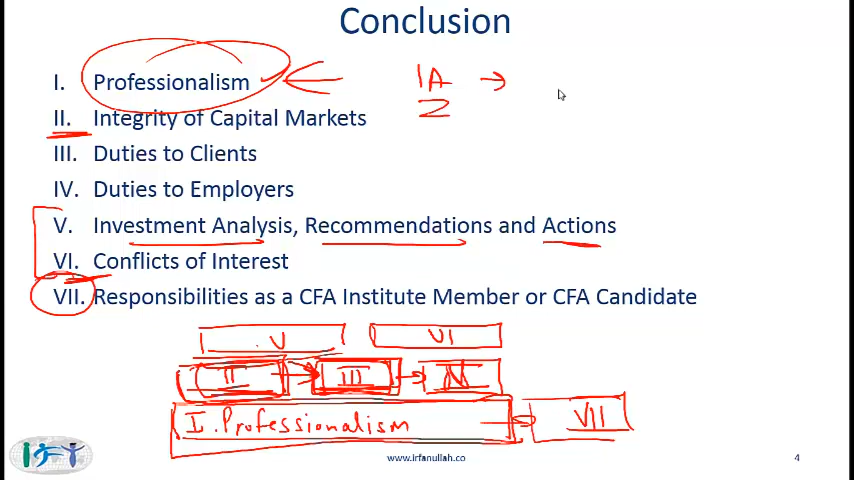 Conclusion
I. Professionalism
1A →
2
II. Integrity of Capital Markets
III. Duties to Clients
IV. Duties to Employers
V. Investment Analysis, Recommendations and Actions
VI. Conflicts of Interest
VII. Responsibilities as a CFA Institute Member or CFA Candidate
V VI
II → III → IV
I. Professionalism → VII
www.irfanullah.co
4